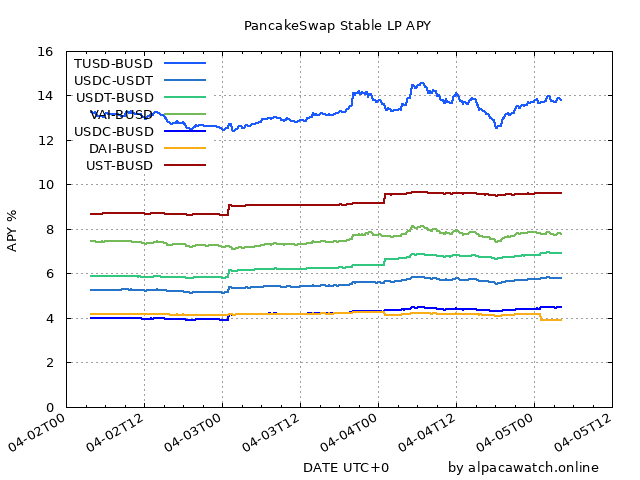 PancakeSwap Stable LP APY
16
14
12
10
8
6
4
2
0
APY %
TUSD-BUSD
USDC-USDT
USDT-BUSD
VAI-BUSD
USDC-BUSD
DAI-BUSD
UST-BUSD
04-02T00
04-02T12
04-03T00
04-03T12
04-04T00
04-04T12
04-05T00
04-05T12
DATE UTC+0
by alpacawatch.online